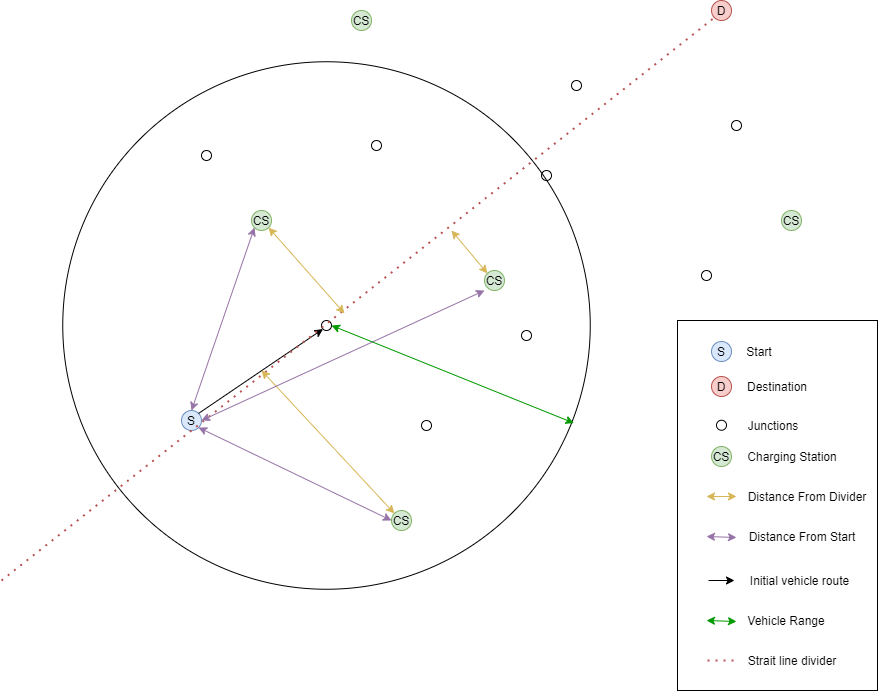 D
CS
CS
CS
CS
S
CS
S Start
D Destination
Junctions
CS Charging Station
Distance From Divider
Distance From Start
Initial vehicle route
Vehicle Range
Strait line divider